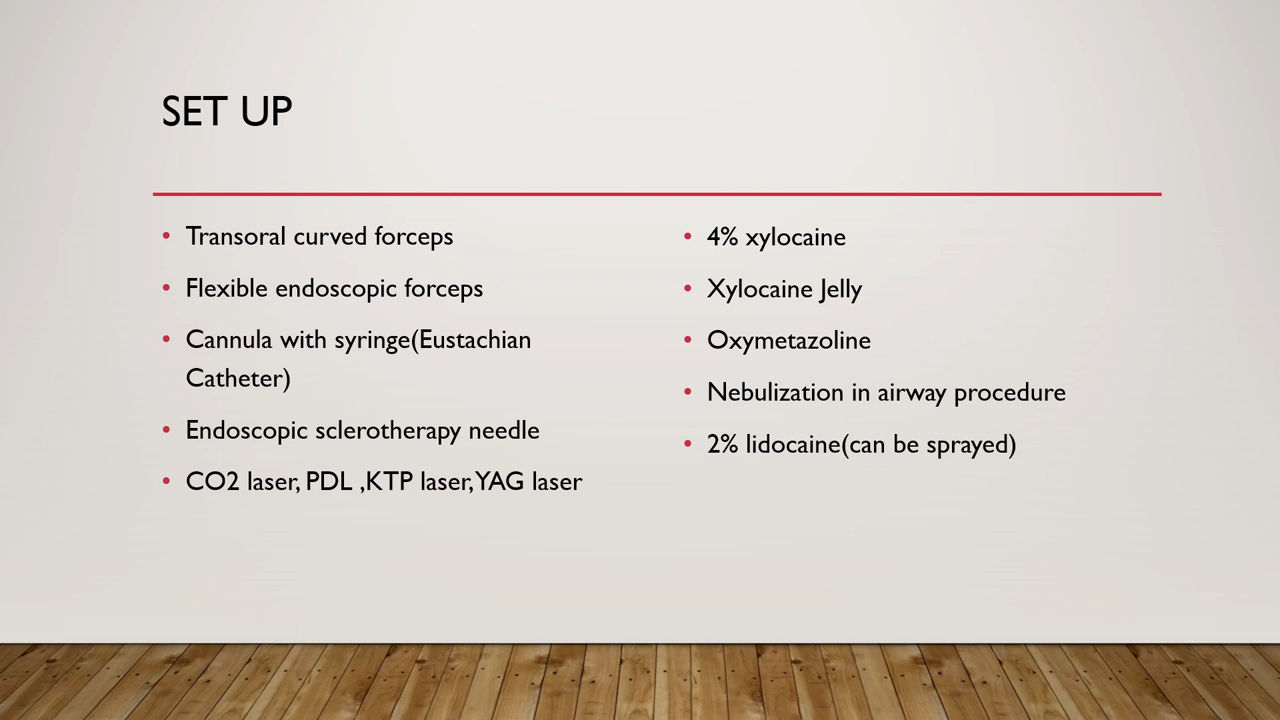 SET UP
• Transoral curved forceps
• Flexible endoscopic forceps
• Cannula with syringe(Eustachian
Catheter)
• Endoscopic sclerotherapy needle
• CO2 laser, PDL ,KTP laser,YAG laser
• 4% xylocaine
• Xylocaine Jelly
• Oxymetazoline
• Nebulization in airway procedure
• 2% lidocaine(can be sprayed)